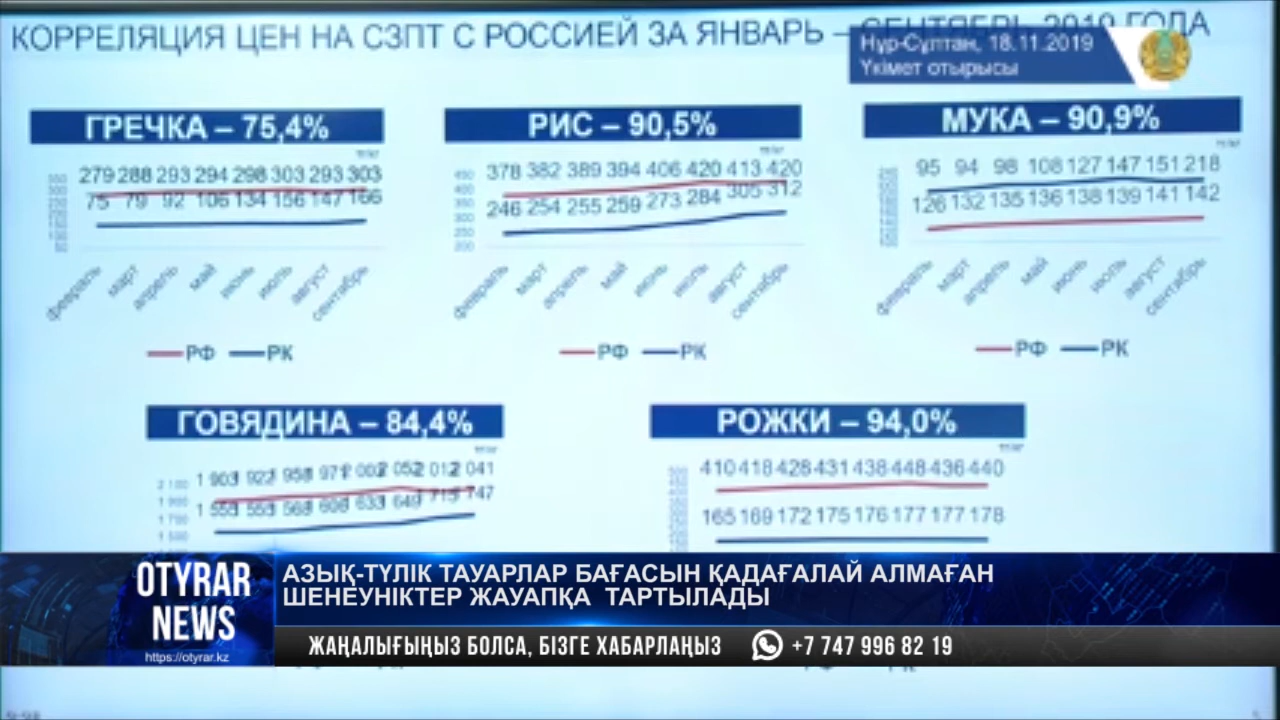 КОРРЕЛЯЦИЯ ЦЕН НА СЗПТ С РОССИЕЙ ЗА ЯНВАРЬ – СЕНТЯБРЬ 2019 ГОДА
Нұр-Сұлтан, 18.11.2019
Үкімет отырысы
ГРЕЧКА – 75,4%
279 288 293 294 298 303 293 303
75 79 92 106 134 156 147 166
февраль март апрель май июнь июль август сентябрь
РФ РК
РИС – 90,5%
378 382 389 394 406 420 413 420
246 254 255 259 273 284 305 312
февраль март апрель май июнь июль август сентябрь
РФ РК
МУКА – 90,9%
95 94 98 108 127 147 151 218
126 132 135 136 138 139 141 142
февраль март апрель май июнь июль август сентябрь
РФ РК
ГОВЯДИНА – 84,4%
РОЖКИ – 94,0%
410 418 428 431 438 448 436 440
165 169 172 175 176 177 177 178
OTYRAR
NEWS
https://otyrar.kz
АЗЫҚ-ТҮЛІК ТАУАРЛАР БАҒАСЫН ҚАДАҒАЛАЙ АЛМАҒАН
ШЕНЕУНІКТЕР ЖАУАПҚА ТАРТЫЛАДЫ
ЖАҢАЛЫҒЫҢЫЗ БОЛСА, БІЗГЕ ХАБАРЛАҢЫЗ +7 747 996 82 19